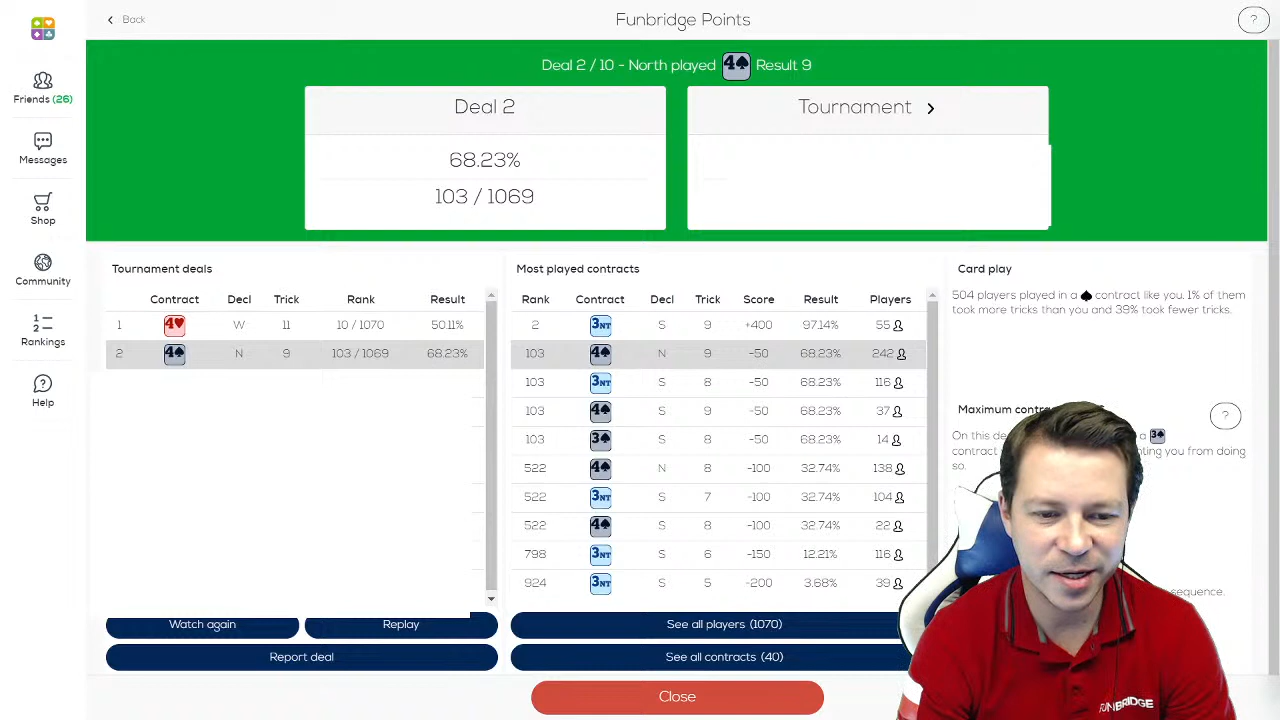 Back
Funbridge Points
?
Friends (26)
Messages
Shop
Community
Rankings
Help
Deal 2 / 10 - North played 4♠ Result 9
Deal 2
68.23%
103 / 1069
Tournament
Tournament deals
Contract Decl Trick Rank Result
1 4♥ W 11 10 / 1070 50.11%
2 4♠ N 9 103 / 1069 68.23%
Watch again
Replay
Report deal
Most played contracts
Rank Contract Decl Trick Score Result Players
2 3NT S 9 +400 97.14% 55
103 4♠ N 9 -50 68.23% 242
103 3NT S 8 -50 68.23% 116
103 4♠ S 9 -50 68.23% 37
103 3♠ S 8 -50 68.23% 14
522 4♠ N 8 -100 32.74% 138
522 3NT S 7 -100 32.74% 104
522 4♠ S 8 -100 32.74% 22
798 3NT S 6 -150 12.21% 116
924 3NT S 5 -200 3.68% 39
See all players (1070)
See all contracts (40)
Card play
504 players played in a ♠ contract like you. 1% of them
took more tricks than you and 39% took fewer tricks.
Maximum
?
On this a 3♠
contract you from doing
so.
sequence.
Close
FUNBRIDGE